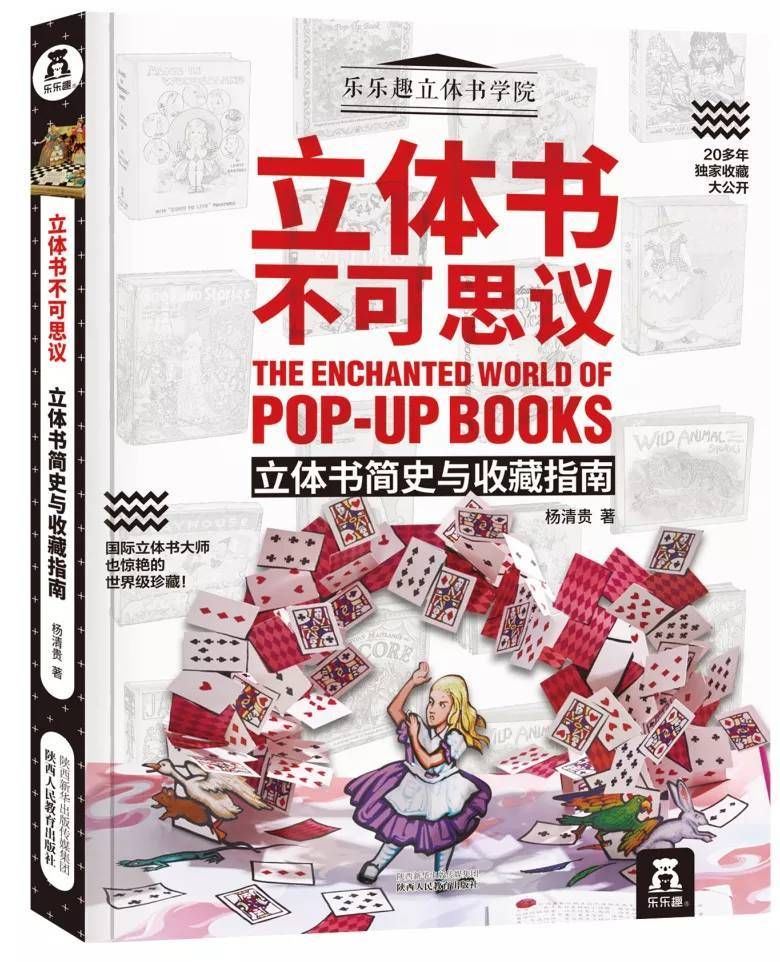 乐乐趣立体书学院
20多年
独家收藏
大公开
立体书
不可思议
THE ENCHANTED WORLD OF
POP-UP BOOKS
立体书简史与收藏指南
杨清贵 著
国际立体书大师
也惊艳的
世界级珍藏！
WILD ANIMAL
STORIES
陕西新华出版传媒集团
陕西人民教育出版社
乐乐趣
乐乐趣
立体书不可思议
立体书简史与收藏指南
杨清贵 著
陕西新华出版传媒集团
陕西人民教育出版社